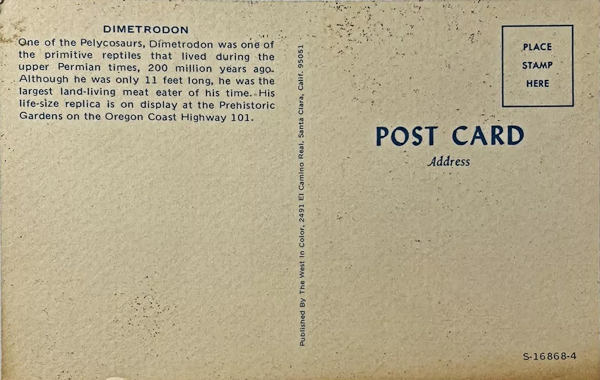 DIMETRODON
One of the Pelycosaurs, Dimetrodon was one of
the primitive reptiles that lived during the
upper Permian times, 200 million years ago.
Although he was only 11 feet long, he was the
largest land-living meat eater of his time. His
life-size replica is on display at the Prehistoric
Gardens on the Oregon Coast Highway 101.
Published By The West In Color, 2491 El Camino Real, Santa Clara, Calif. 95051
PLACE
STAMP
HERE
POST CARD
Address
S-16868-4